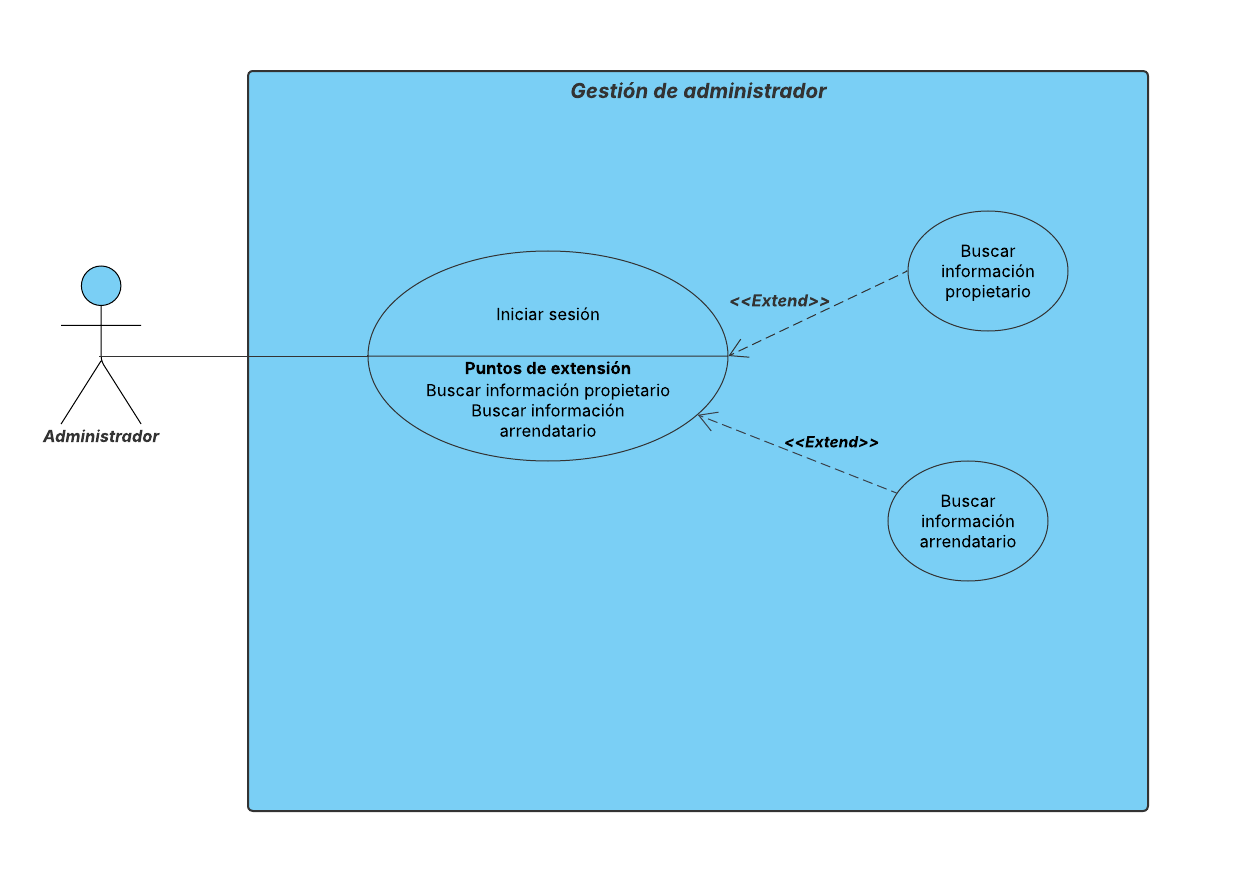 Gestión de administrador
Administrador
Iniciar sesión
Puntos de extensión
Buscar información propietario
Buscar información
arrendatario
<<Extend>>
Buscar
información
propietario
<<Extend>>
Buscar
información
arrendatario